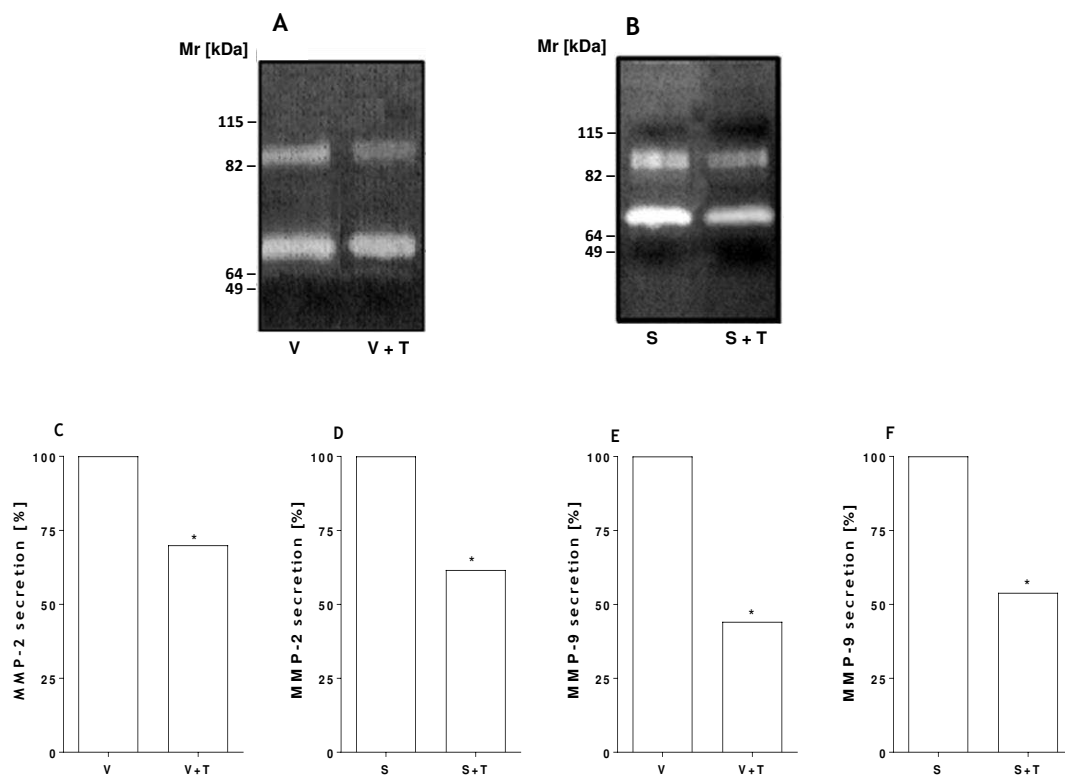 A
Mr [kDa]
115 –
82 –
64 –
49 –
V V + T
B
Mr [kDa]
115 –
82 –
64 –
49 –
S S + T
C
MMP-2 secretion [%]
100
75
50
25
0
*
V V+T
D
MMP-2 secretion [%]
100
75
50
25
0
*
S S+T
E
MMP-9 secretion [%]
100
75
50
25
0
*
V V+T
F
MMP-9 secretion [%]
100
75
50
25
0
*
S S+T